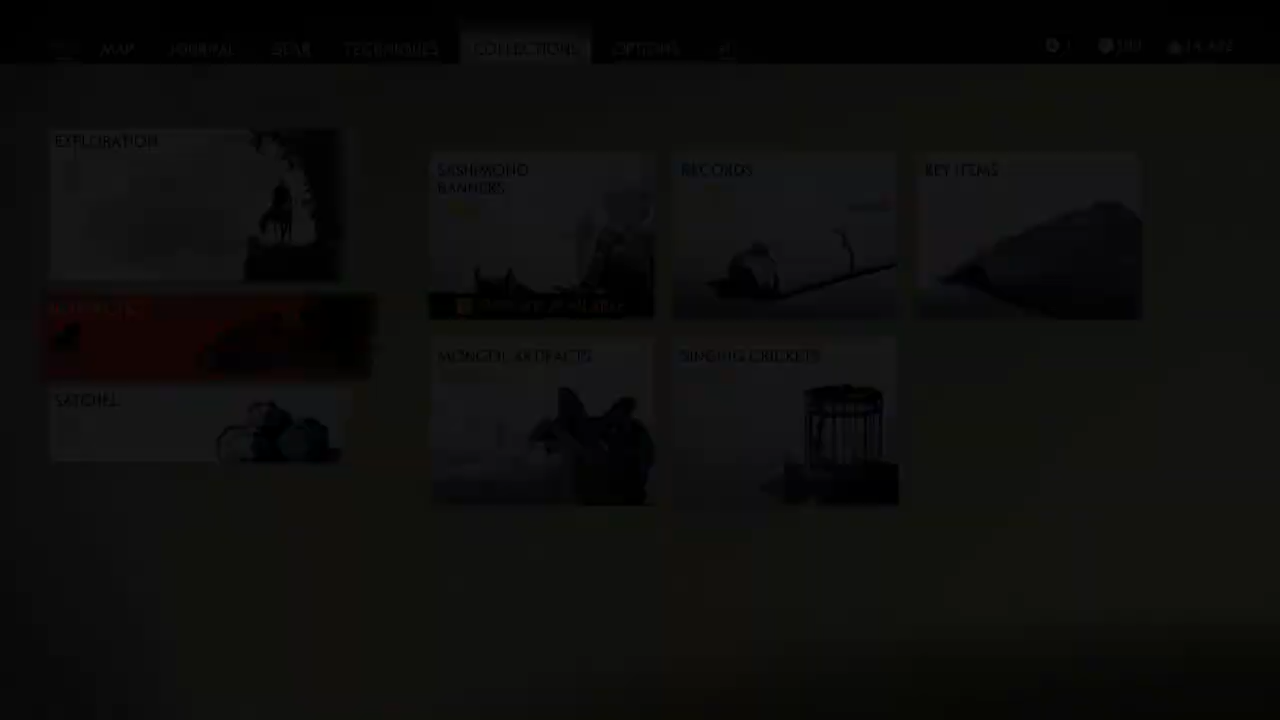 MAP
JOURNAL
GEAR
TECHNIQUES
COLLECTIONS
OPTIONS
EXPLORATION
SATCHEL
SASHIMONO
BANNERS
RECORDS
KEY ITEMS
MONGOL ARTIFACTS
SINGING CRICKETS